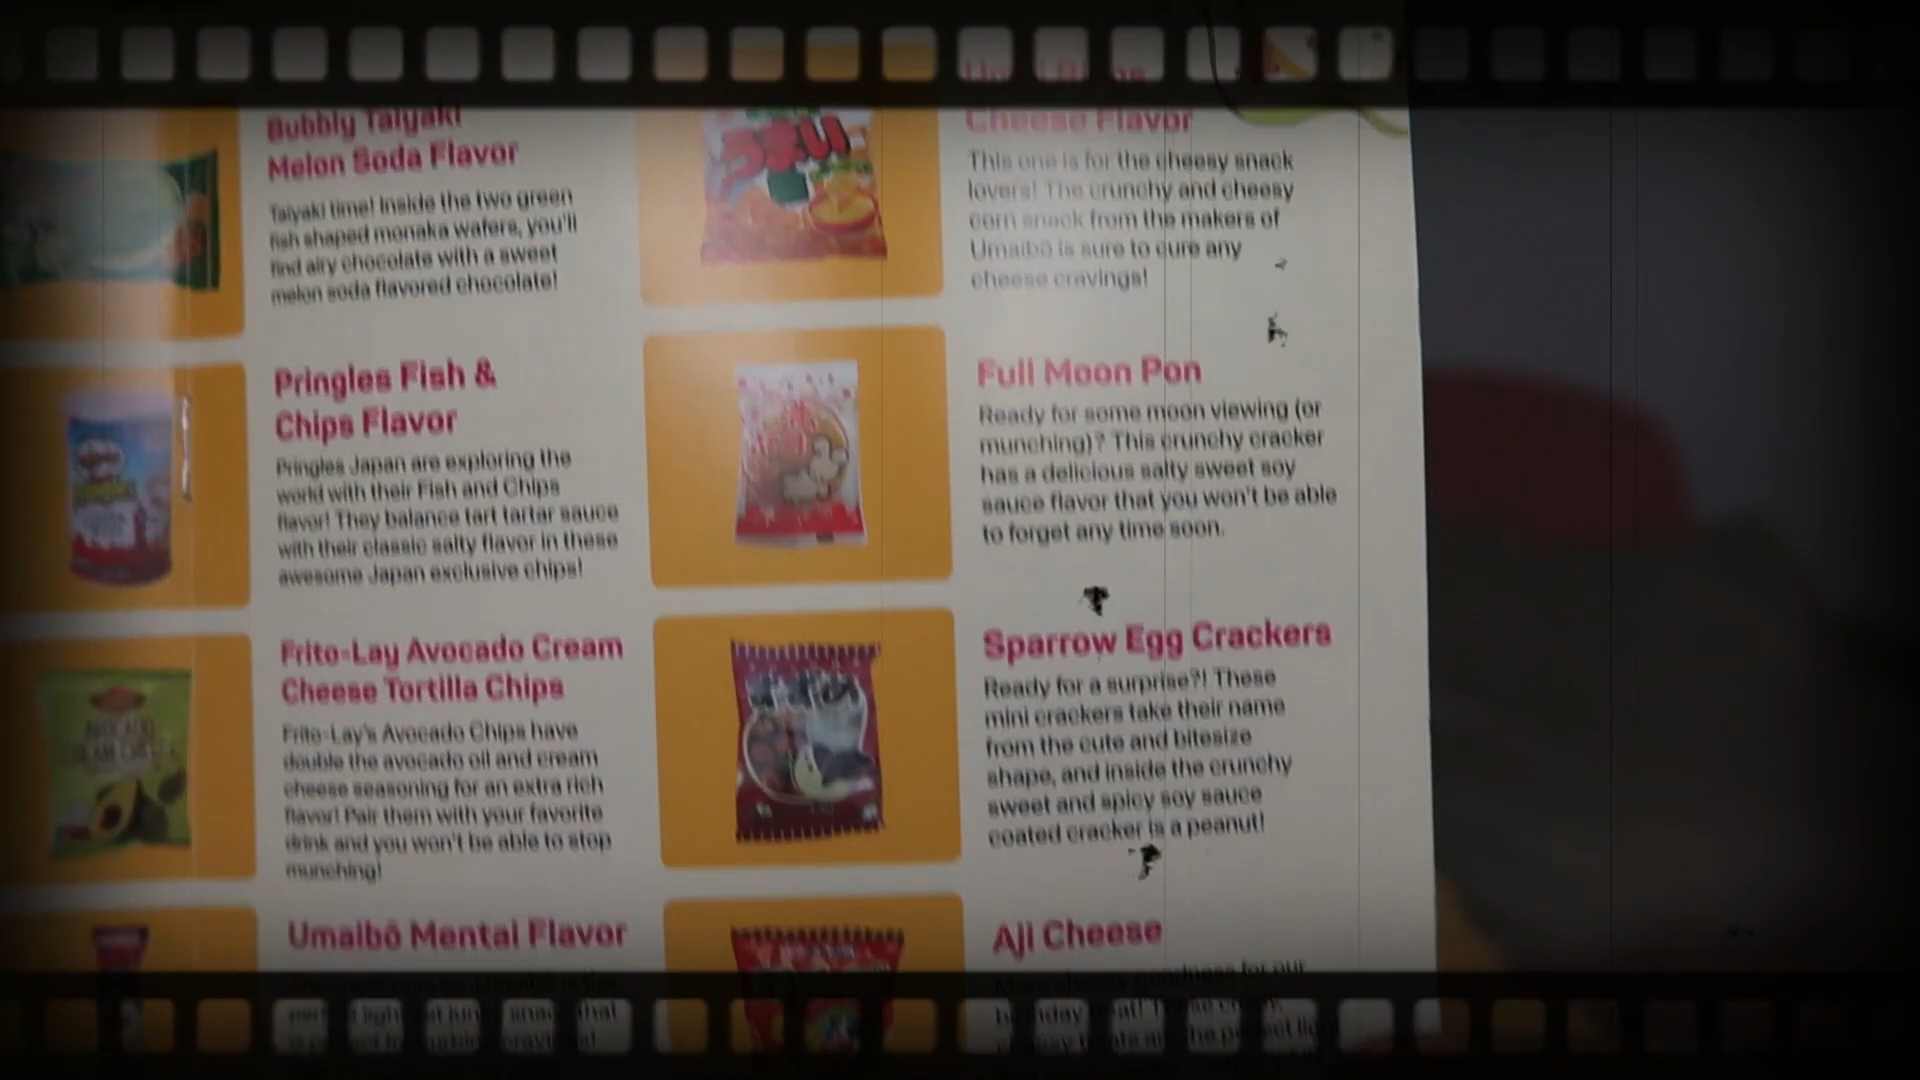 Bubbly Taiyaki
Melon Soda Flavor
Taiyaki time! Inside the two green
fish shaped monaka wafers, you'll
find airy chocolate with a sweet
melon soda flavored chocolate!
Pringles Fish &
Chips Flavor
Pringles Japan are exploring the
world with their Fish and Chips
flavor! They balance tart tartar sauce
with their classic salty flavor in these
awesome Japan exclusive chips!
AVOCADO
CREAM CHEESE
Frito-Lay Avocado Cream
Cheese Tortilla Chips
Frito-Lay's Avocado Chips have
double the avocado oil and cream
cheese seasoning for an extra rich
flavor! Pair them with your favorite
drink and you won't be able to stop
munching!
Umaibō Mentai Flavor
うまい
Cheese Flavor
This one is for the cheesy snack
lovers! The crunchy and cheesy
corn snack from the makers of
Umaibō is sure to cure any
cheese cravings!
Full Moon Pon
Ready for some moon viewing (or
munching)? This crunchy cracker
has a delicious salty sweet soy
sauce flavor that you won't be able
to forget any time soon.
Sparrow Egg Crackers
Ready for a surprise?! These
mini crackers take their name
from the cute and bitesize
shape, and inside the crunchy
sweet and spicy soy sauce
coated cracker is a peanut!
Aji Cheese